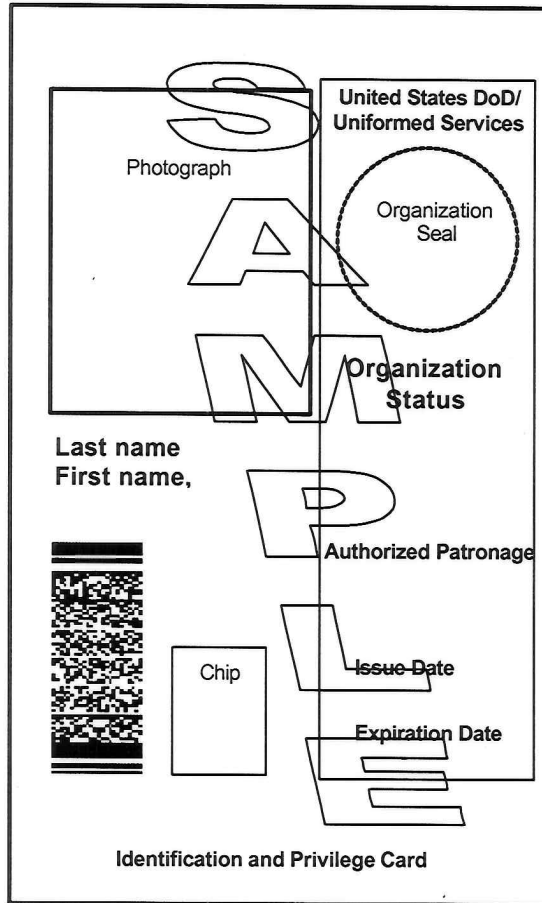 SAMPLE
United States DoD/
Uniformed Services
Photograph
Organization
Seal
Organization
Status
Last name
First name,
Authorized Patronage
Chip
Issue Date
Expiration Date
Identification and Privilege Card